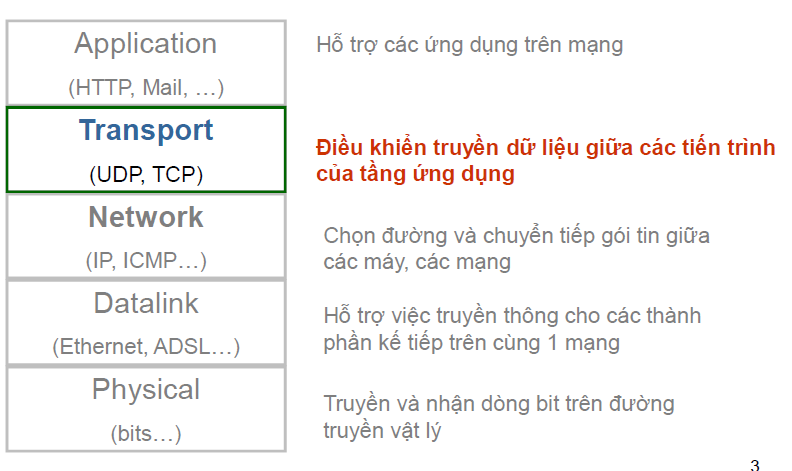 Application
(HTTP, Mail, …)
Hỗ trợ các ứng dụng trên mạng
Transport
(UDP, TCP)
Điều khiển truyền dữ liệu giữa các tiến trình
của tầng ứng dụng
Network
(IP, ICMP…)
Chọn đường và chuyển tiếp gói tin giữa
các máy, các mạng
Datalink
(Ethernet, ADSL…)
Hỗ trợ việc truyền thông cho các thành
phần kế tiếp trên cùng 1 mạng
Physical
(bits…)
Truyền và nhận dòng bit trên đường
truyền vật lý
3